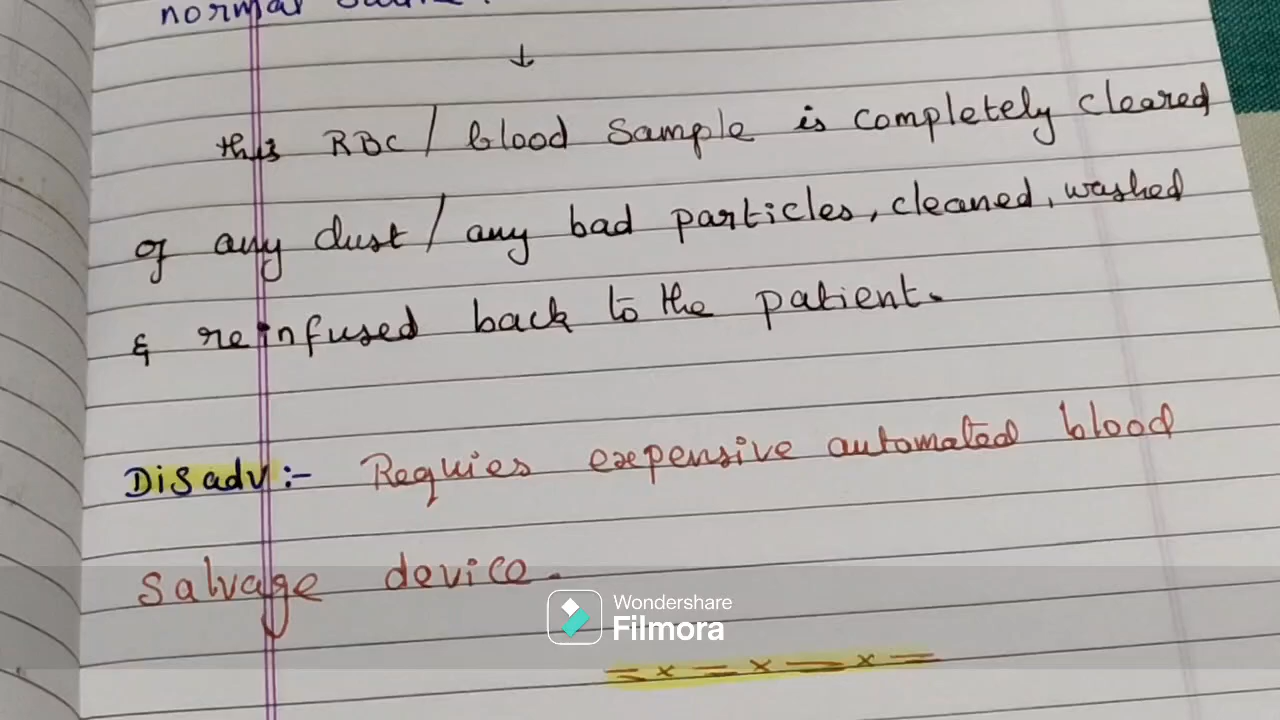 normal
↓
this RBC / blood sample is completely cleared
of any dust / any bad particles, cleaned, washed
& reinfused back to the patient.
Disadv :- Requies expensive automated blood
salvage device.
Wondershare
Filmora
= x = x = x =